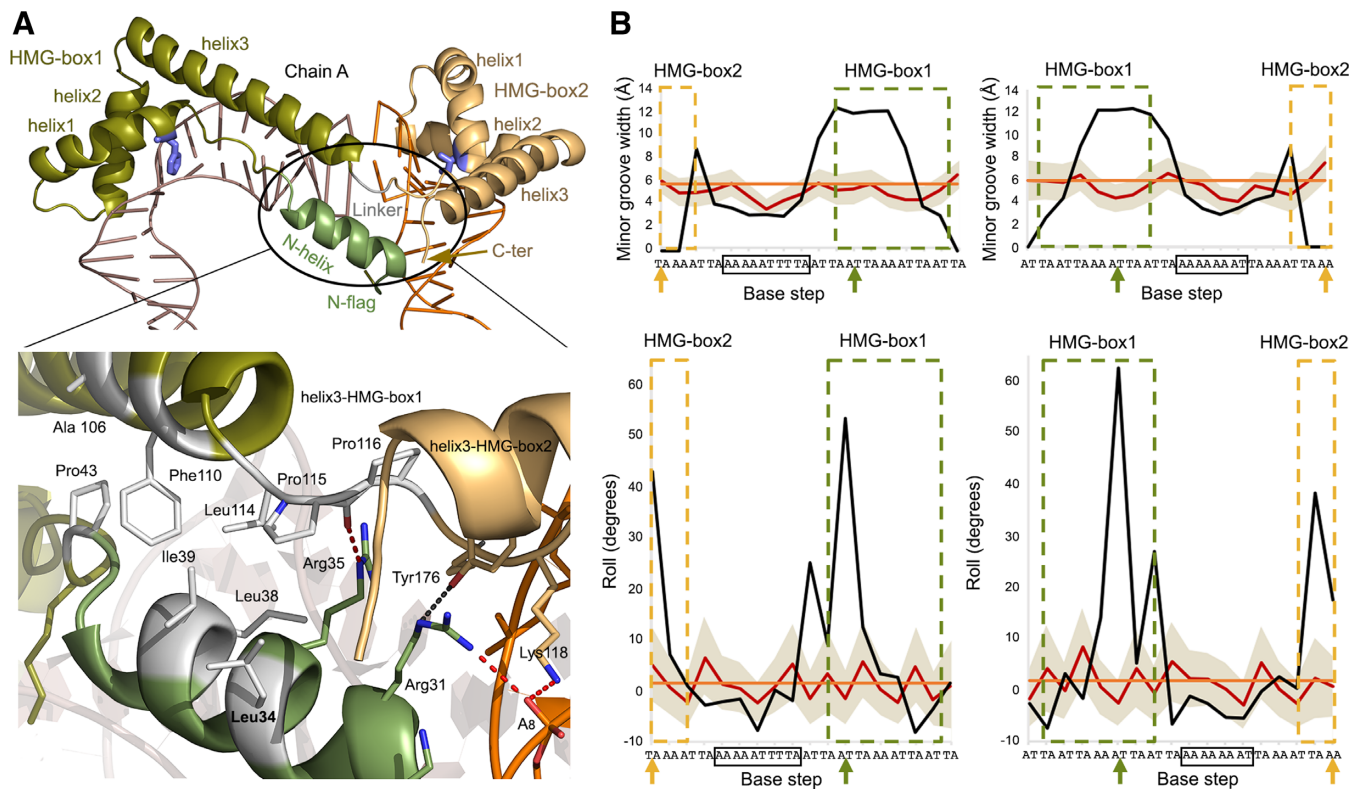 A
HMG-box1
helix3
helix2
helix1
Chain A
helix1
HMG-box2
helix2
helix3
Linker
N-helix
C-ter
N-flag
Ala 106
helix3-HMG-box1
Pro116
helix3-HMG-box2
Pro43
Phe110
Pro115
Leu114
Ile39
Arg35
Tyr176
Leu38
Lys118
Arg31
Leu34
A8
B
HMG-box2
HMG-box1
Minor groove width (Å)
14
12
10
8
6
4
2
0
TAAAATTAAAAAATTTTAATTATTAAAATTAATTA
Base step
HMG-box1
HMG-box2
Minor groove width (Å)
14
12
10
8
6
4
2
0
Base step
HMG-box2
HMG-box1
Roll (degrees)
60
50
40
30
20
10
0
-10
Base step
HMG-box1
HMG-box2
Roll (degrees)
60
50
40
30
20
10
0
-10
Base step